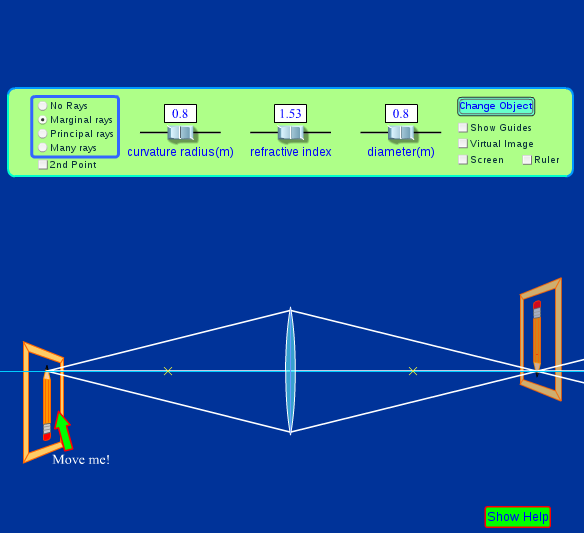 No Rays
Marginal rays
Principal rays
Many rays
2nd Point
0.8
curvature radius(m)
1.53
refractive index
0.8
diameter(m)
Change Object
Show Guides
Virtual Image
Screen Ruler
Move me!
Show Help